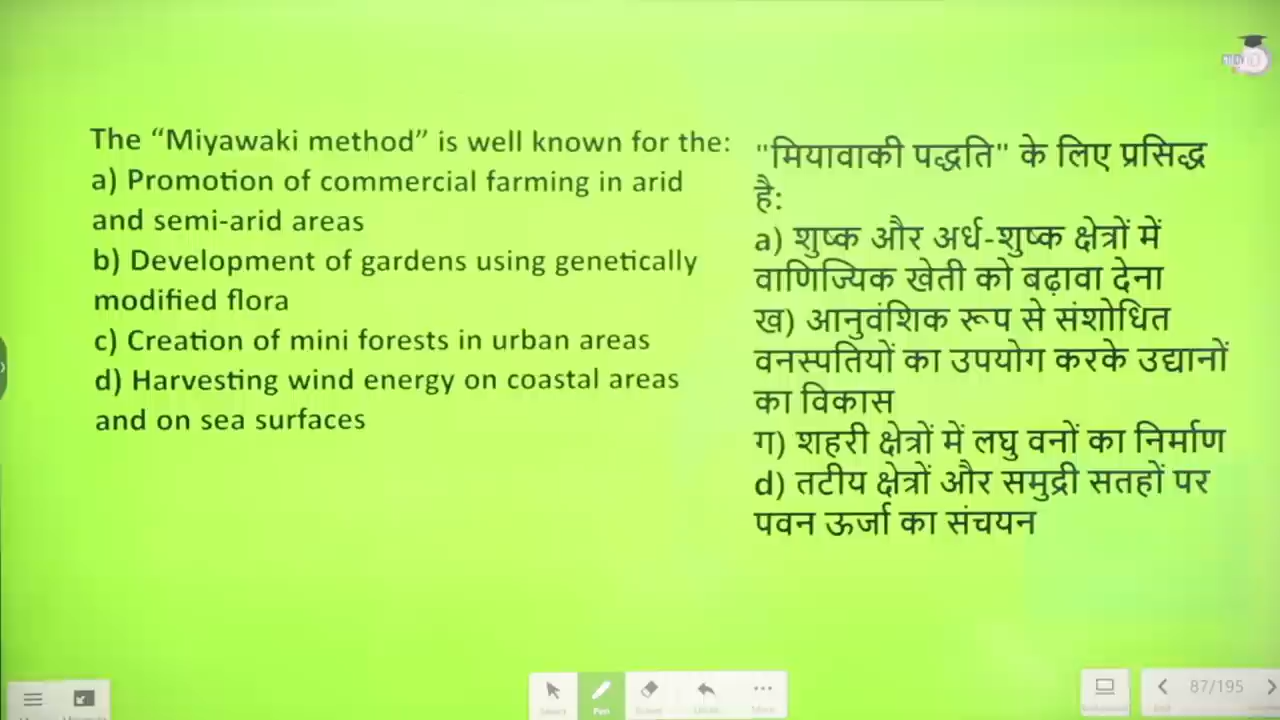 The “Miyawaki method” is well known for the:
a) Promotion of commercial farming in arid
and semi-arid areas
b) Development of gardens using genetically
modified flora
c) Creation of mini forests in urban areas
d) Harvesting wind energy on coastal areas
and on sea surfaces
"मियावाकी पद्धति" के लिए प्रसिद्ध
है:
a) शुष्क और अर्ध-शुष्क क्षेत्रों में
वाणिज्यिक खेती को बढ़ावा देना
ख) आनुवंशिक रूप से संशोधित
वनस्पतियों का उपयोग करके उद्यानों
का विकास
ग) शहरी क्षेत्रों में लघु वनों का निर्माण
d) तटीय क्षेत्रों और समुद्री सतहों पर
पवन ऊर्जा का संचयन
Pen
87/195